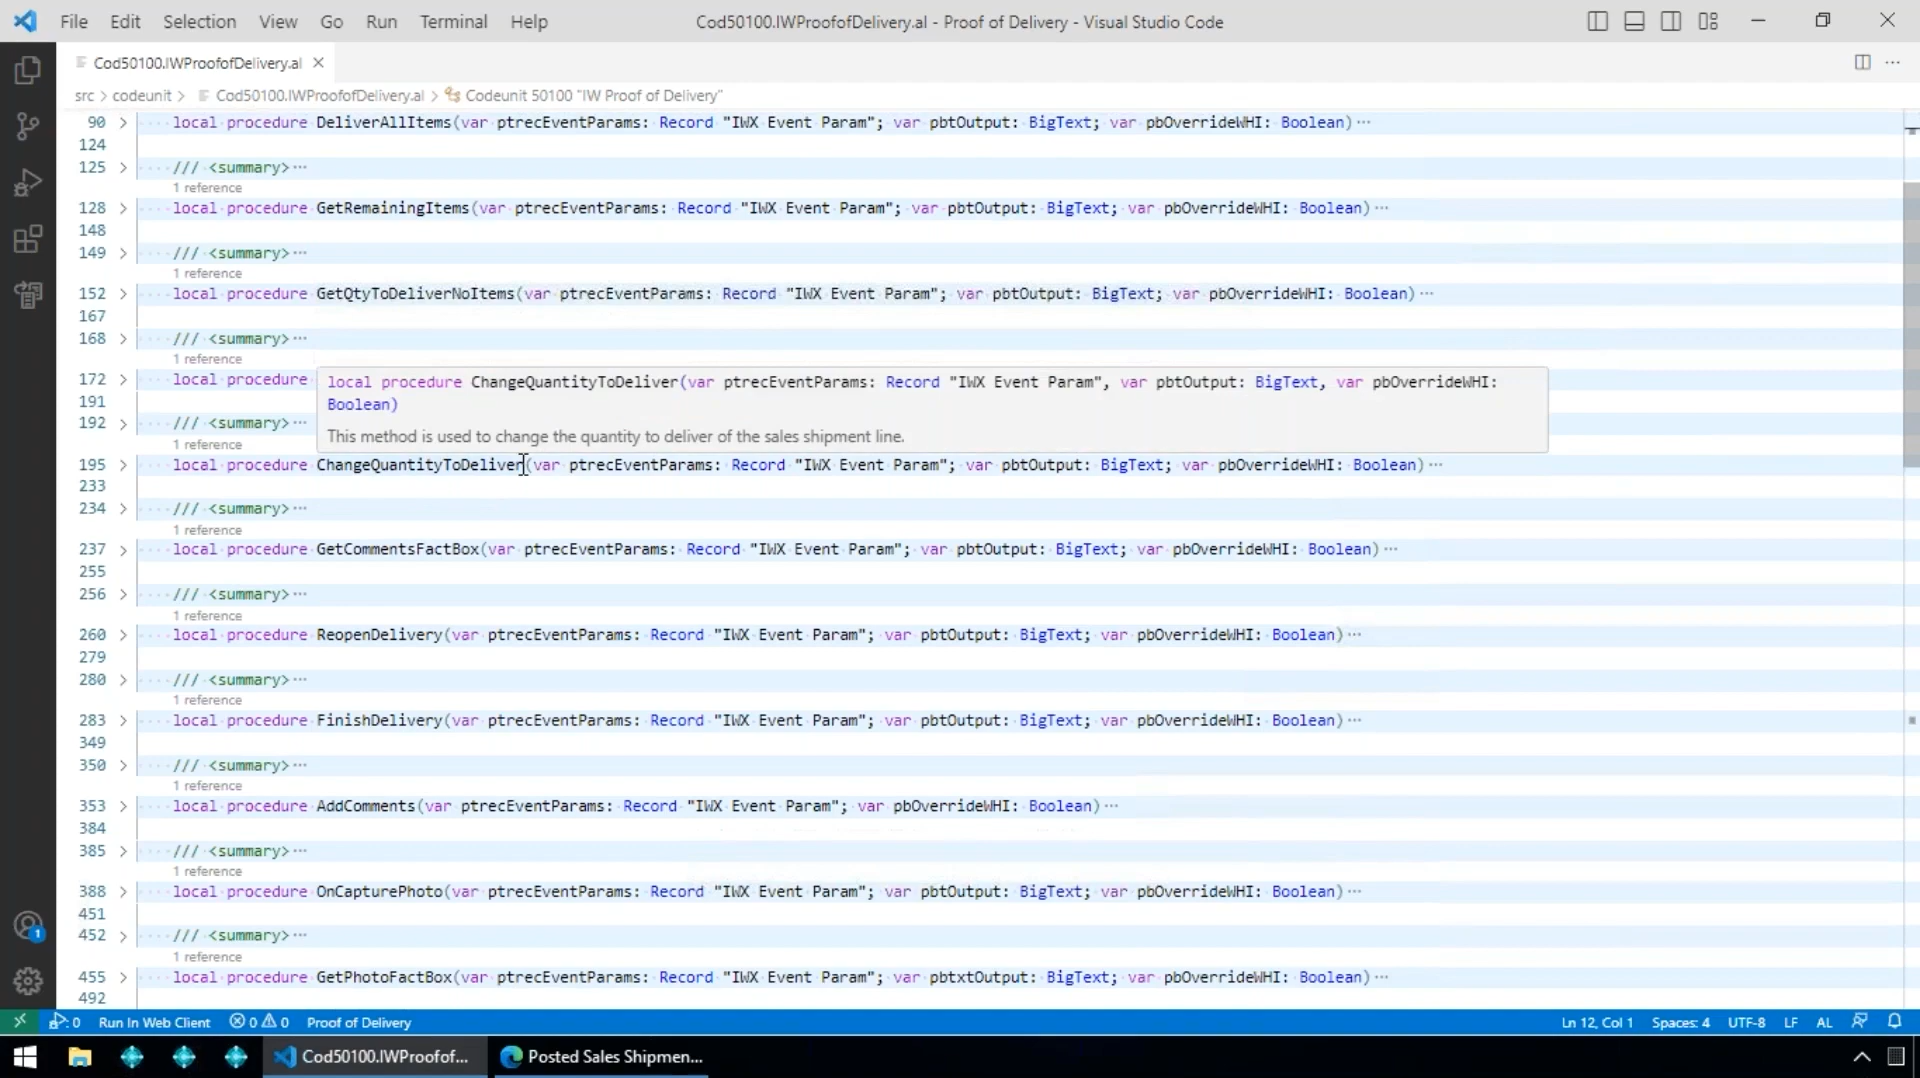 File Edit Selection View Go Run Terminal Help Cod50100.IWProofofDelivery.al - Proof of Delivery - Visual Studio Code
Cod50100.IWProofofDelivery.al
src > codeunit > Cod50100.IWProofofDelivery.al > Codeunit 50100 "IW Proof of Delivery"
90 local procedure DeliverAllItems(var ptrecEventParams: Record "IWX Event Param"; var pbtOutput: BigText; var pbOverrideWHI: Boolean)
124
125 /// <summary>
1 reference
128 local procedure GetRemainingItems(var ptrecEventParams: Record "IWX Event Param"; var pbtOutput: BigText; var pbOverrideWHI: Boolean)
148
149 /// <summary>
1 reference
152 local procedure GetQtyToDeliverNoItems(var ptrecEventParams: Record "IWX Event Param"; var pbtOutput: BigText; var pbOverrideWHI: Boolean)
167
168 /// <summary>
1 reference
172 local procedure
local procedure ChangeQuantityToDeliver(var ptrecEventParams: Record "IWX Event Param", var pbtOutput: BigText, var pbOverrideWHI:
Boolean)
This method is used to change the quantity to deliver of the sales shipment line.
191
192 /// <summary>
1 reference
195 local procedure ChangeQuantityToDeliver(var ptrecEventParams: Record "IWX Event Param"; var pbtOutput: BigText; var pbOverrideWHI: Boolean)
233
234 /// <summary>
1 reference
237 local procedure GetCommentsFactBox(var ptrecEventParams: Record "IWX Event Param"; var pbtOutput: BigText; var pbOverrideWHI: Boolean)
255
256 /// <summary>
1 reference
260 local procedure ReopenDelivery(var ptrecEventParams: Record "IWX Event Param"; var pbtOutput: BigText; var pbOverrideWHI: Boolean)
279
280 /// <summary>
1 reference
283 local procedure FinishDelivery(var ptrecEventParams: Record "IWX Event Param"; var pbtOutput: BigText; var pbOverrideWHI: Boolean)
349
350 /// <summary>
1 reference
353 local procedure AddComments(var ptrecEventParams: Record "IWX Event Param"; var pbOverrideWHI: Boolean)
384
385 /// <summary>
1 reference
388 local procedure OnCapturePhoto(var ptrecEventParams: Record "IWX Event Param"; var pbtOutput: BigText; var pbOverrideWHI: Boolean)
451
452 /// <summary>
1 reference
455 local procedure GetPhotoFactBox(var ptrecEventParams: Record "IWX Event Param"; var pbtxtOutput: BigText; var pbOverrideWHI: Boolean)
492
1
0 Run In Web Client 0 0 Proof of Delivery Ln 12, Col 1 Spaces: 4 UTF-8 LF AL
Cod50100.IWProofof... Posted Sales Shipmen...